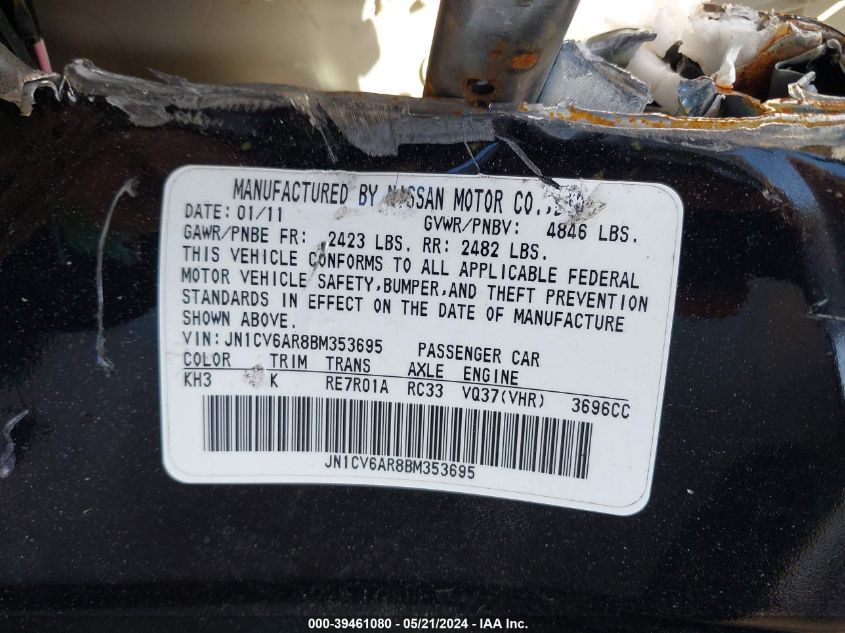 MANUFACTURED BY NISSAN MOTOR CO.,
DATE: 01/11 GVWR/PNBV: 4846 LBS.
GAWR/PNBE FR: 2423 LBS. RR: 2482 LBS.
THIS VEHICLE CONFORMS TO ALL APPLICABLE FEDERAL
MOTOR VEHICLE SAFETY,BUMPER,AND THEFT PREVENTION
STANDARDS IN EFFECT ON THE DATE OF MANUFACTURE
SHOWN ABOVE.
VIN: JN1CV6AR8BM353695 PASSENGER CAR
COLOR TRIM TRANS AXLE ENGINE
KH3 K RE7R01A RC33 VQ37(VHR) 3696CC
JN1CV6AR8BM353695
000-39461080 - 05/21/2024 - IAA Inc.